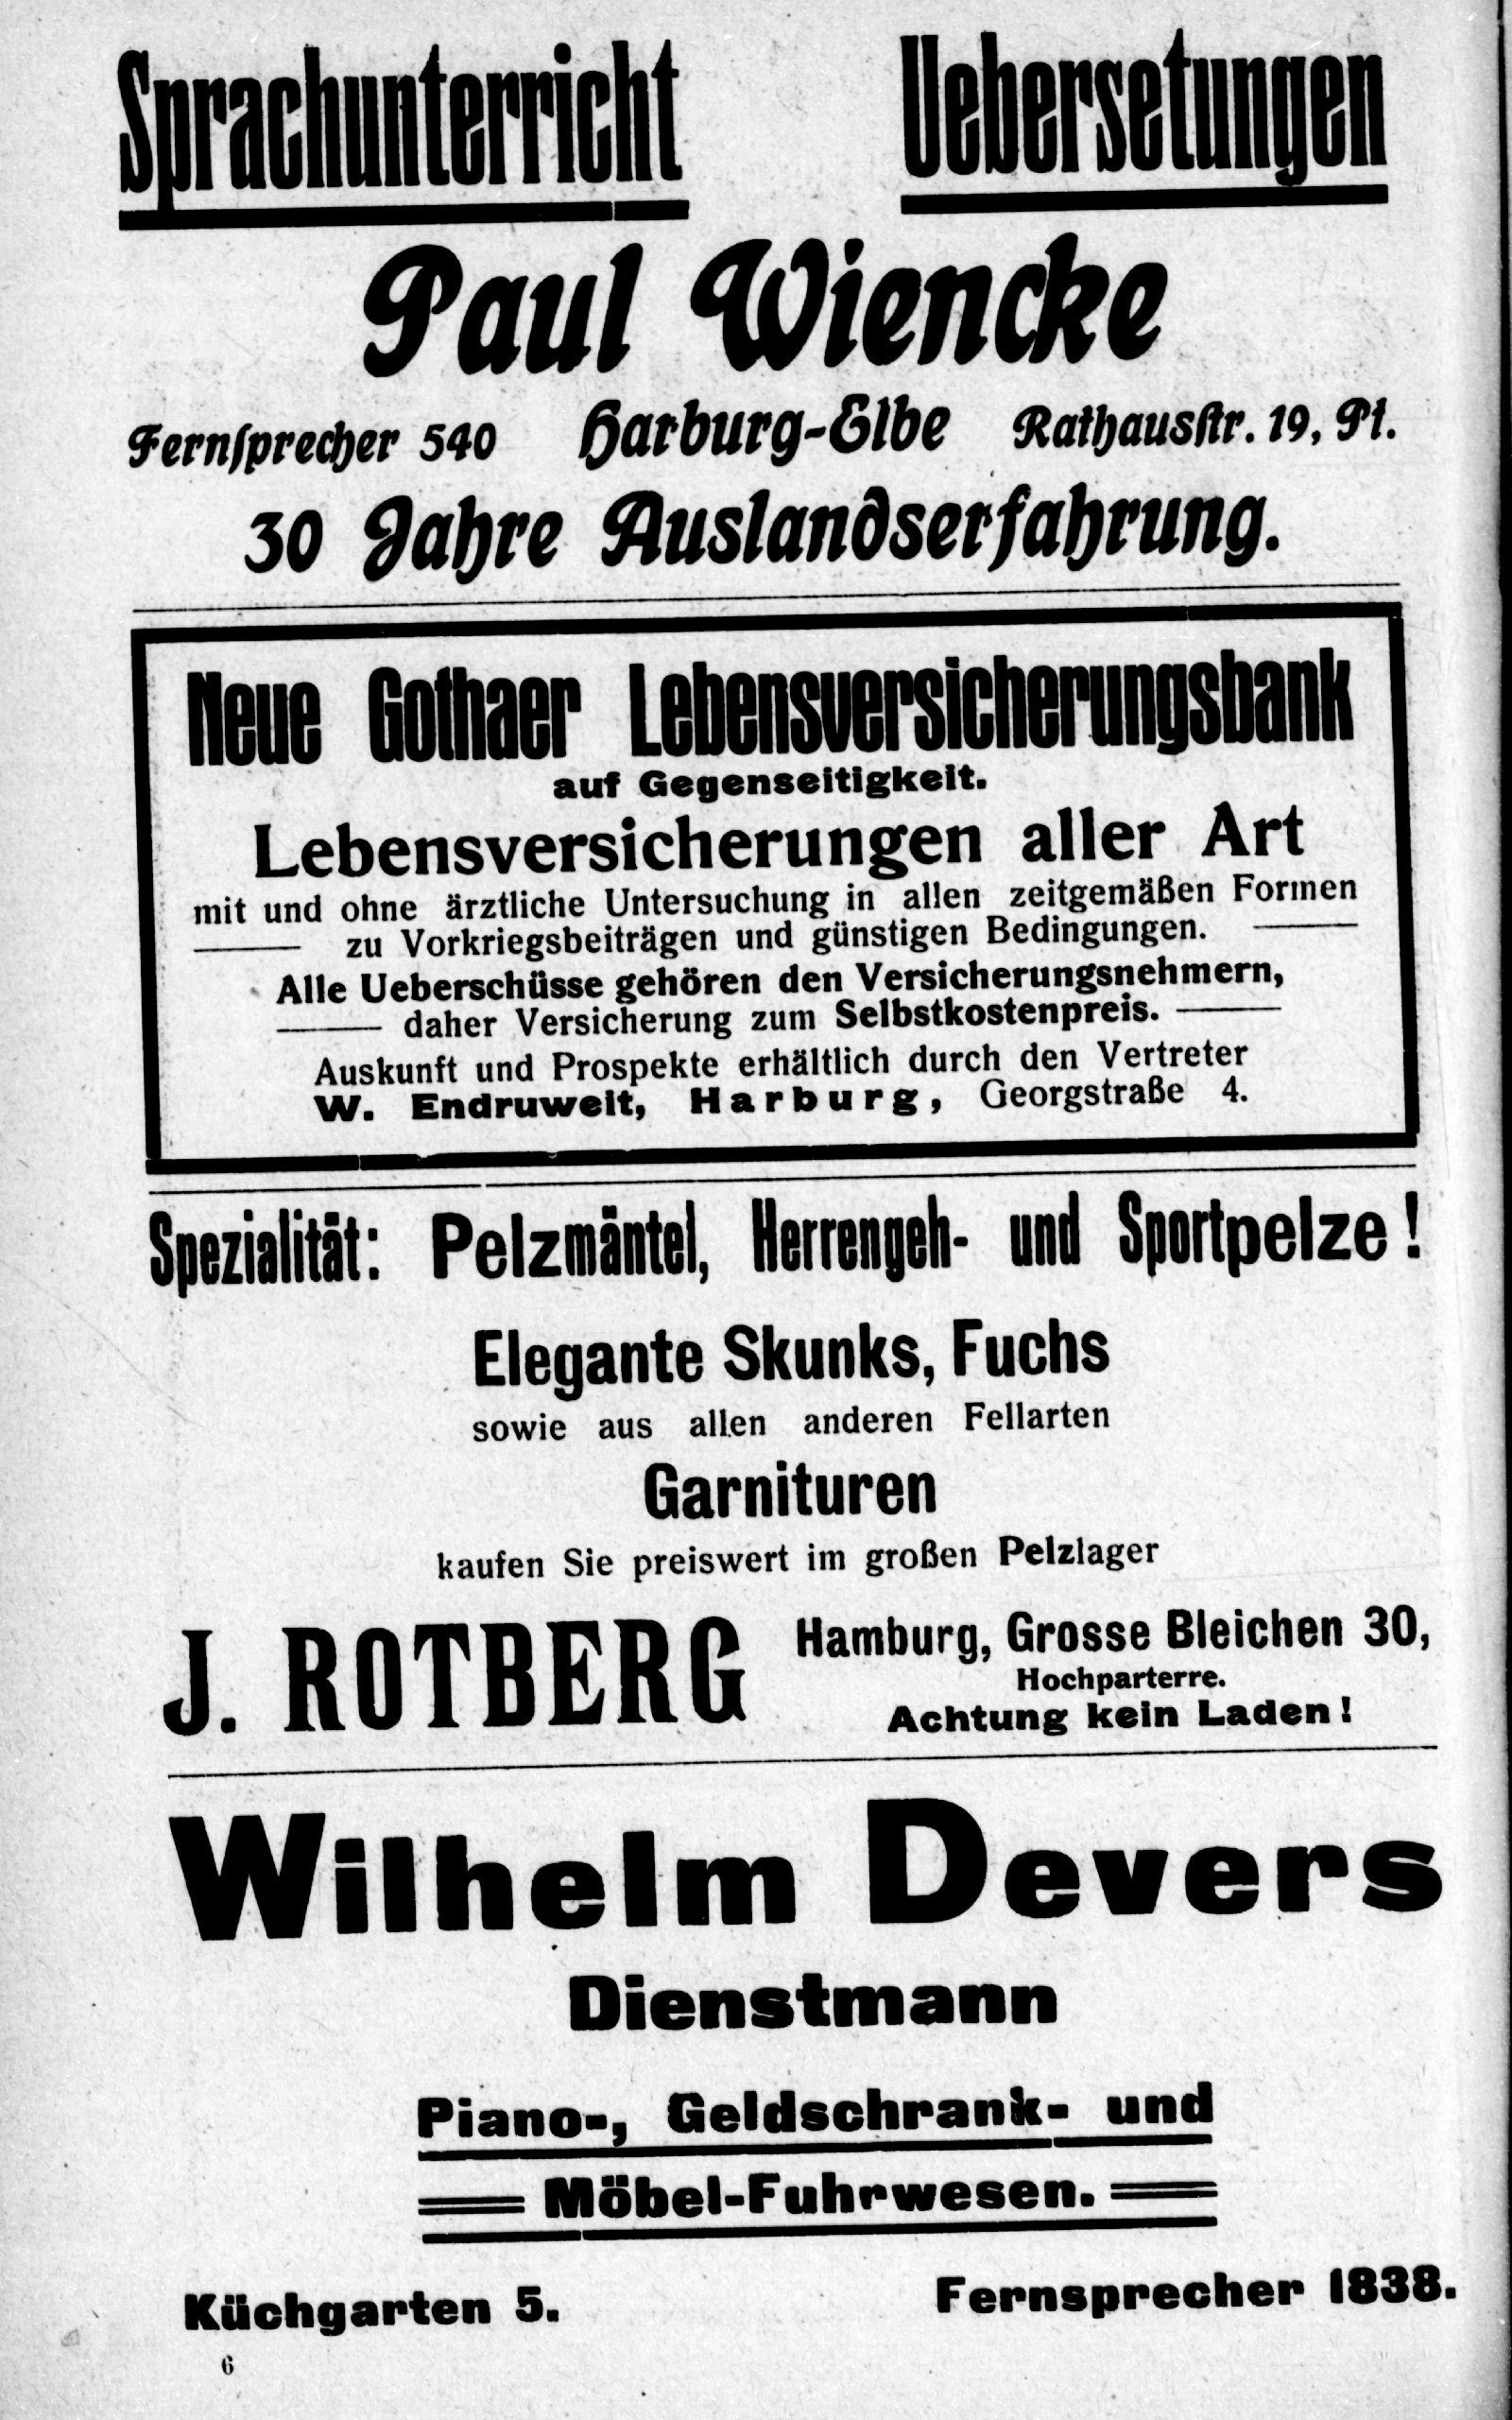 Sprachunterricht Uebersetungen
Paul Wiencke
Fernsprecher 540 Harburg-Elbe Rathausstr. 19, Pt.
30 Jahre Auslandserfahrung.
Neue Gothaer Lebensversicherungsbank
auf Gegenseitigkeit.
Lebensversicherungen aller Art
mit und ohne ärztliche Untersuchung in allen zeitgemäßen Formen
zu Vorkriegsbeiträgen und günstigen Bedingungen.
Alle Ueberschüsse gehören den Versicherungsnehmern,
daher Versicherung zum Selbstkostenpreis.
Auskunft und Prospekte erhältlich durch den Vertreter
W. Endruweit, Harburg, Georgstraße 4.
Spezialität: Pelzmäntel, Herrengeh- und Sportpelze!
Elegante Skunks, Fuchs
sowie aus allen anderen Fellarten
Garnituren
kaufen Sie preiswert im großen Pelzlager
J. ROTBERG Hamburg, Grosse Bleichen 30,
Hochparterre.
Achtung kein Laden!
Wilhelm Devers
Dienstmann
Piano-, Geldschrank- und
Möbel-Fuhrwesen.
Küchgarten 5. Fernsprecher 1838.
6